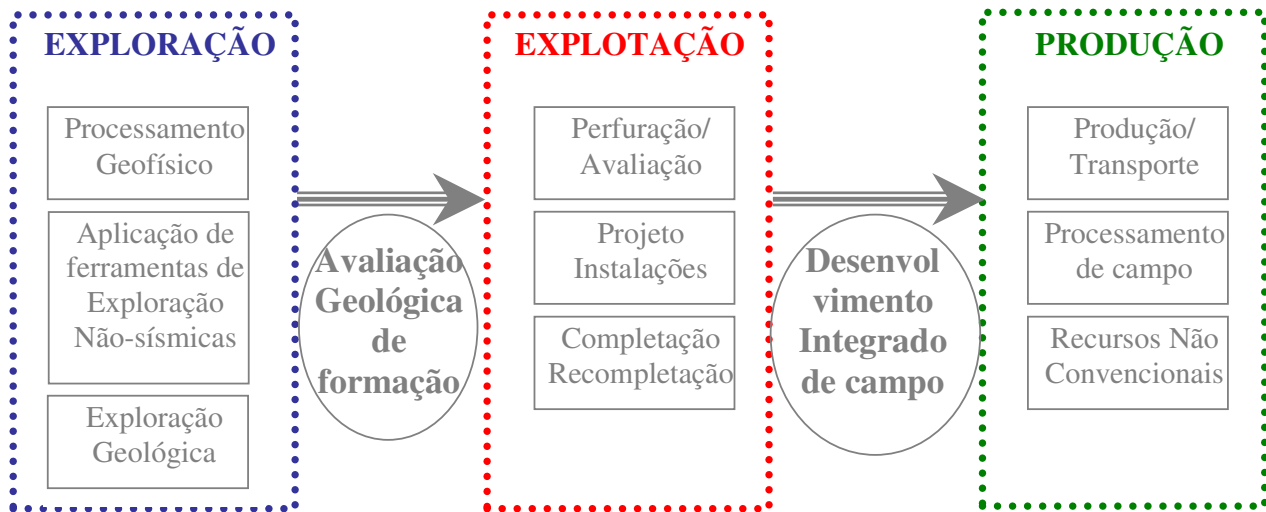 EXPLORAÇÃO
Processamento
Geofísico
Aplicação de
ferramentas de
Exploração
Não-sísmicas
Exploração
Geológica
Avaliação
Geológica
de
formação
EXPLOTAÇÃO
Perfuração/
Avaliação
Projeto
Instalações
Completação
Recompletação
Desenvol
vimento
Integrado
de campo
PRODUÇÃO
Produção/
Transporte
Processamento
de campo
Recursos Não
Convencionais